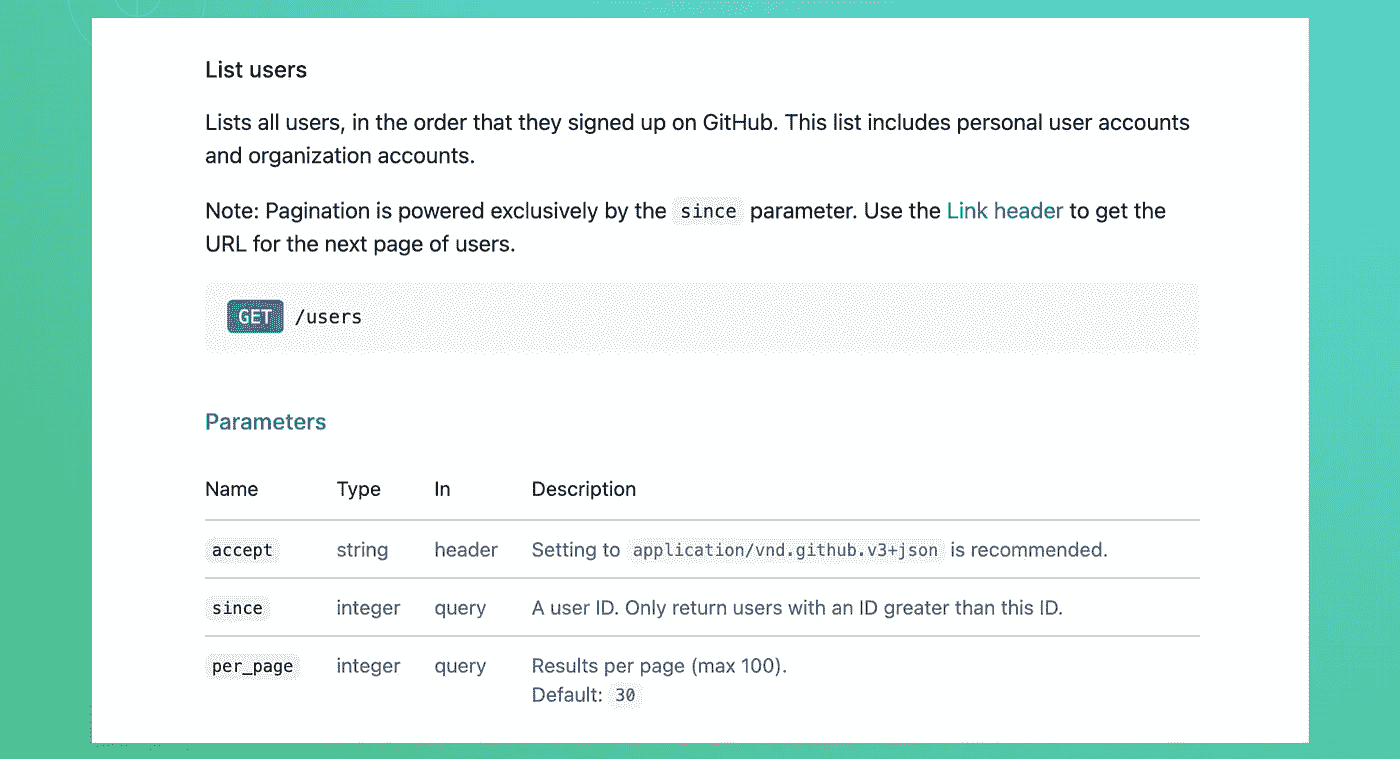 List users
Lists all users, in the order that they signed up on GitHub. This list includes personal user accounts
and organization accounts.
Note: Pagination is powered exclusively by the since parameter. Use the Link header to get the
URL for the next page of users.
GET /users
Parameters
Name Type In Description
accept string header Setting to application/vnd.github.v3+json is recommended.
since integer query A user ID. Only return users with an ID greater than this ID.
per_page integer query Results per page (max 100).
Default: 30